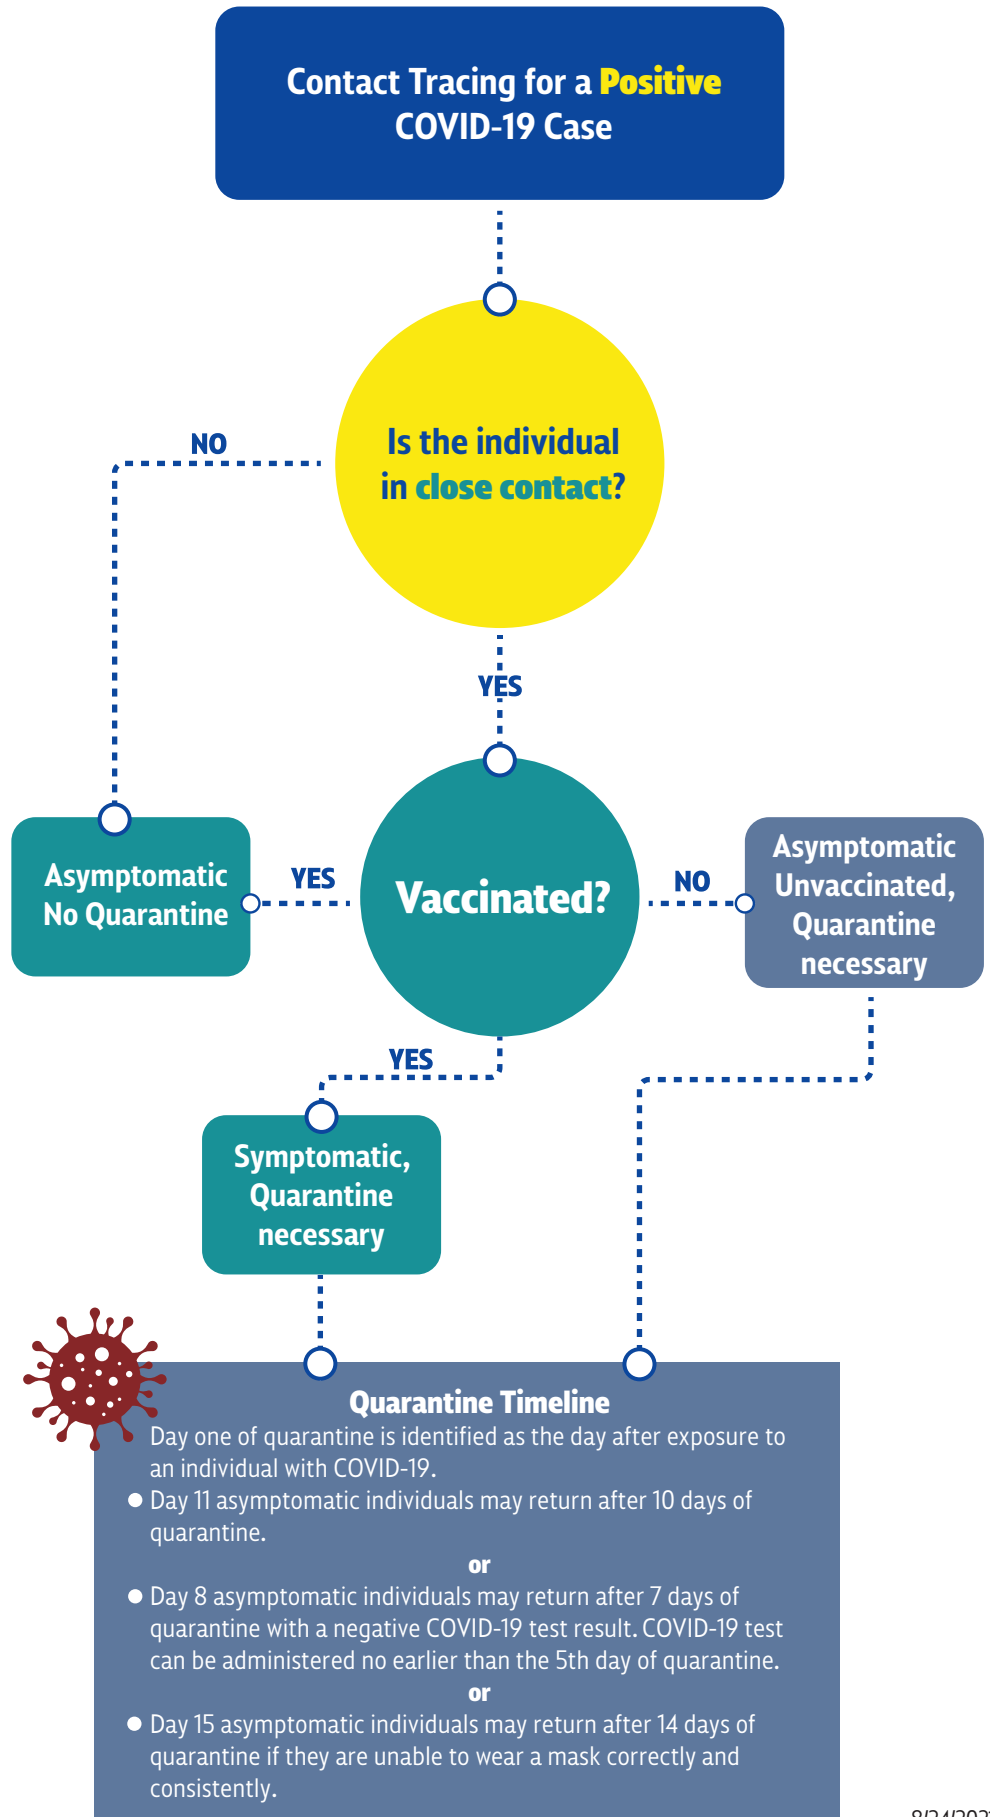 Contact Tracing for a Positive
COVID-19 Case
Is the individual
in close contact?
NO
YES
Vaccinated?
YES
Asymptomatic
No Quarantine
NO
Asymptomatic
Unvaccinated,
Quarantine
necessary
YES
Symptomatic,
Quarantine
necessary
Quarantine Timeline
Day one of quarantine is identified as the day after exposure to
an individual with COVID-19.
● Day 11 asymptomatic individuals may return after 10 days of
quarantine.
or
● Day 8 asymptomatic individuals may return after 7 days of
quarantine with a negative COVID-19 test result. COVID-19 test
can be administered no earlier than the 5th day of quarantine.
or
● Day 15 asymptomatic individuals may return after 14 days of
quarantine if they are unable to wear a mask correctly and
consistently.